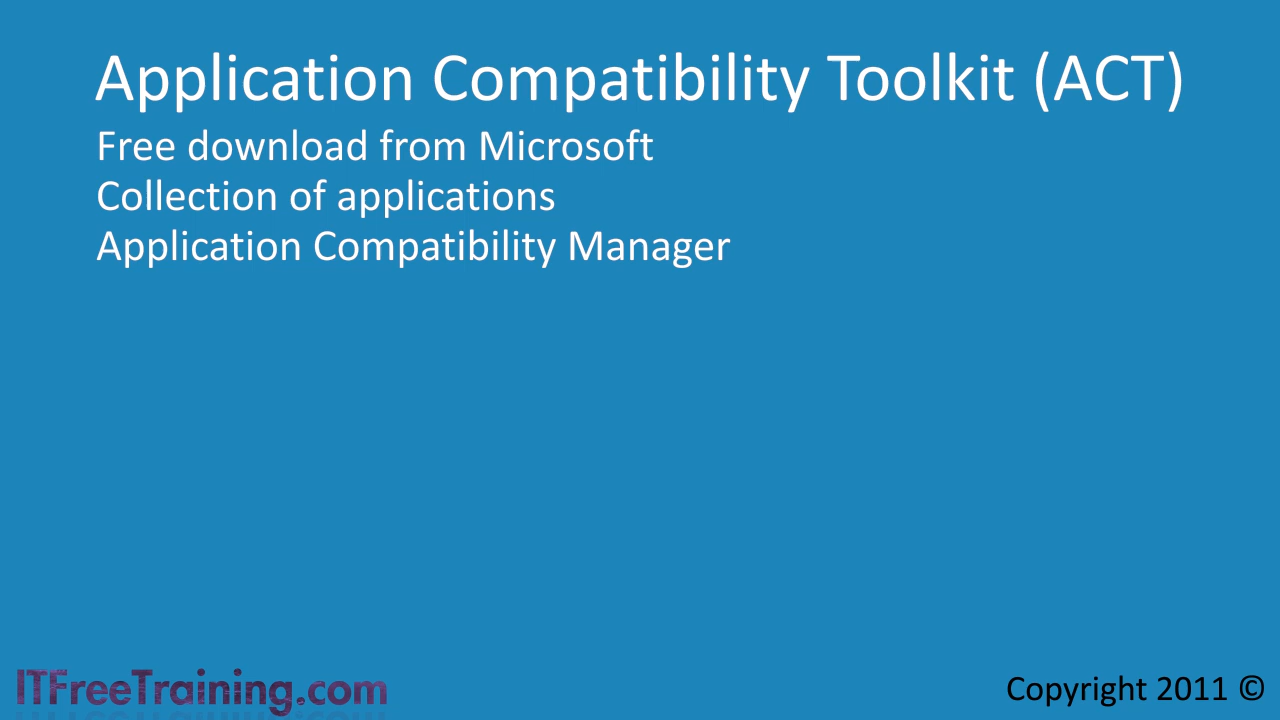 Application Compatibility Toolkit (ACT)
Free download from Microsoft
Collection of applications
Application Compatibility Manager
ITFreeTraining.com
Copyright 2011 ©